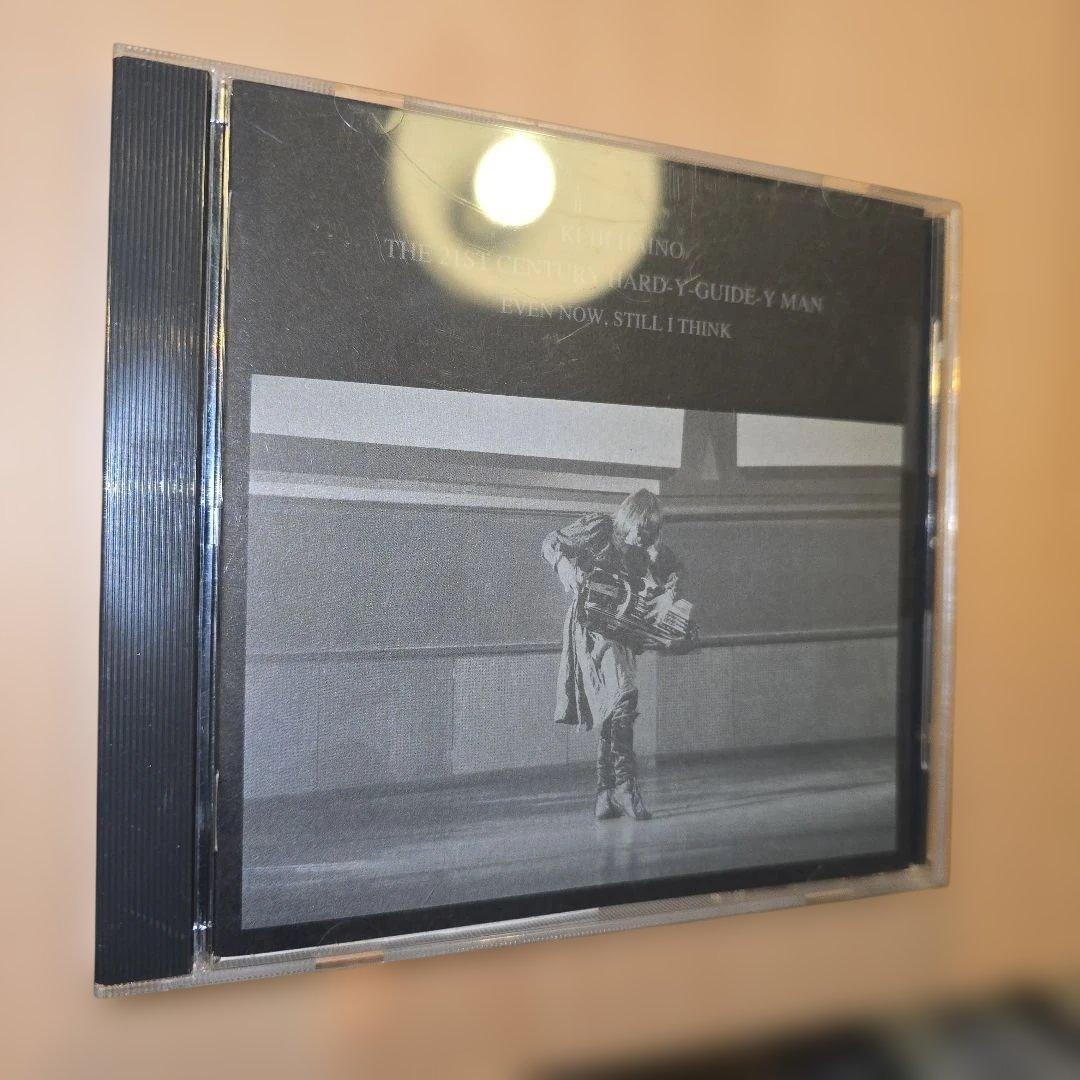 KEIJI HAINO
THE 21ST CENTURY HARD-Y-GUIDE-Y MAN
EVEN NOW, STILL I THINK